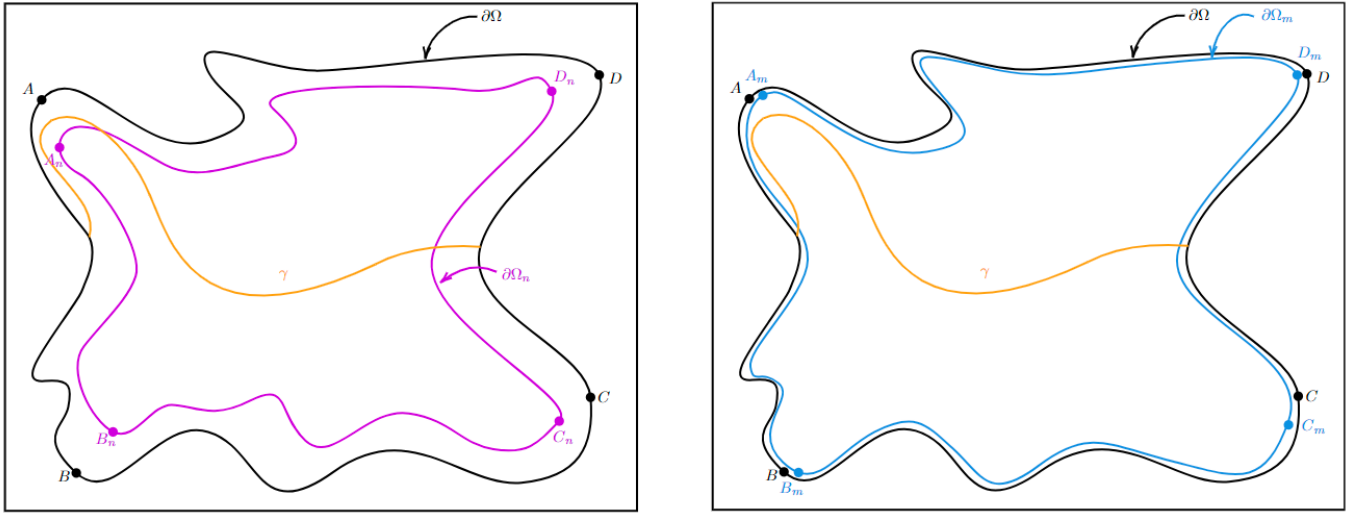 ∂Ω
A
D_n
D
A_n
γ
∂Ω_n
C
B_n
C_n
B
∂Ω
∂Ω_m
D_m
A
A_m
D
γ
C
C_m
B
B_m